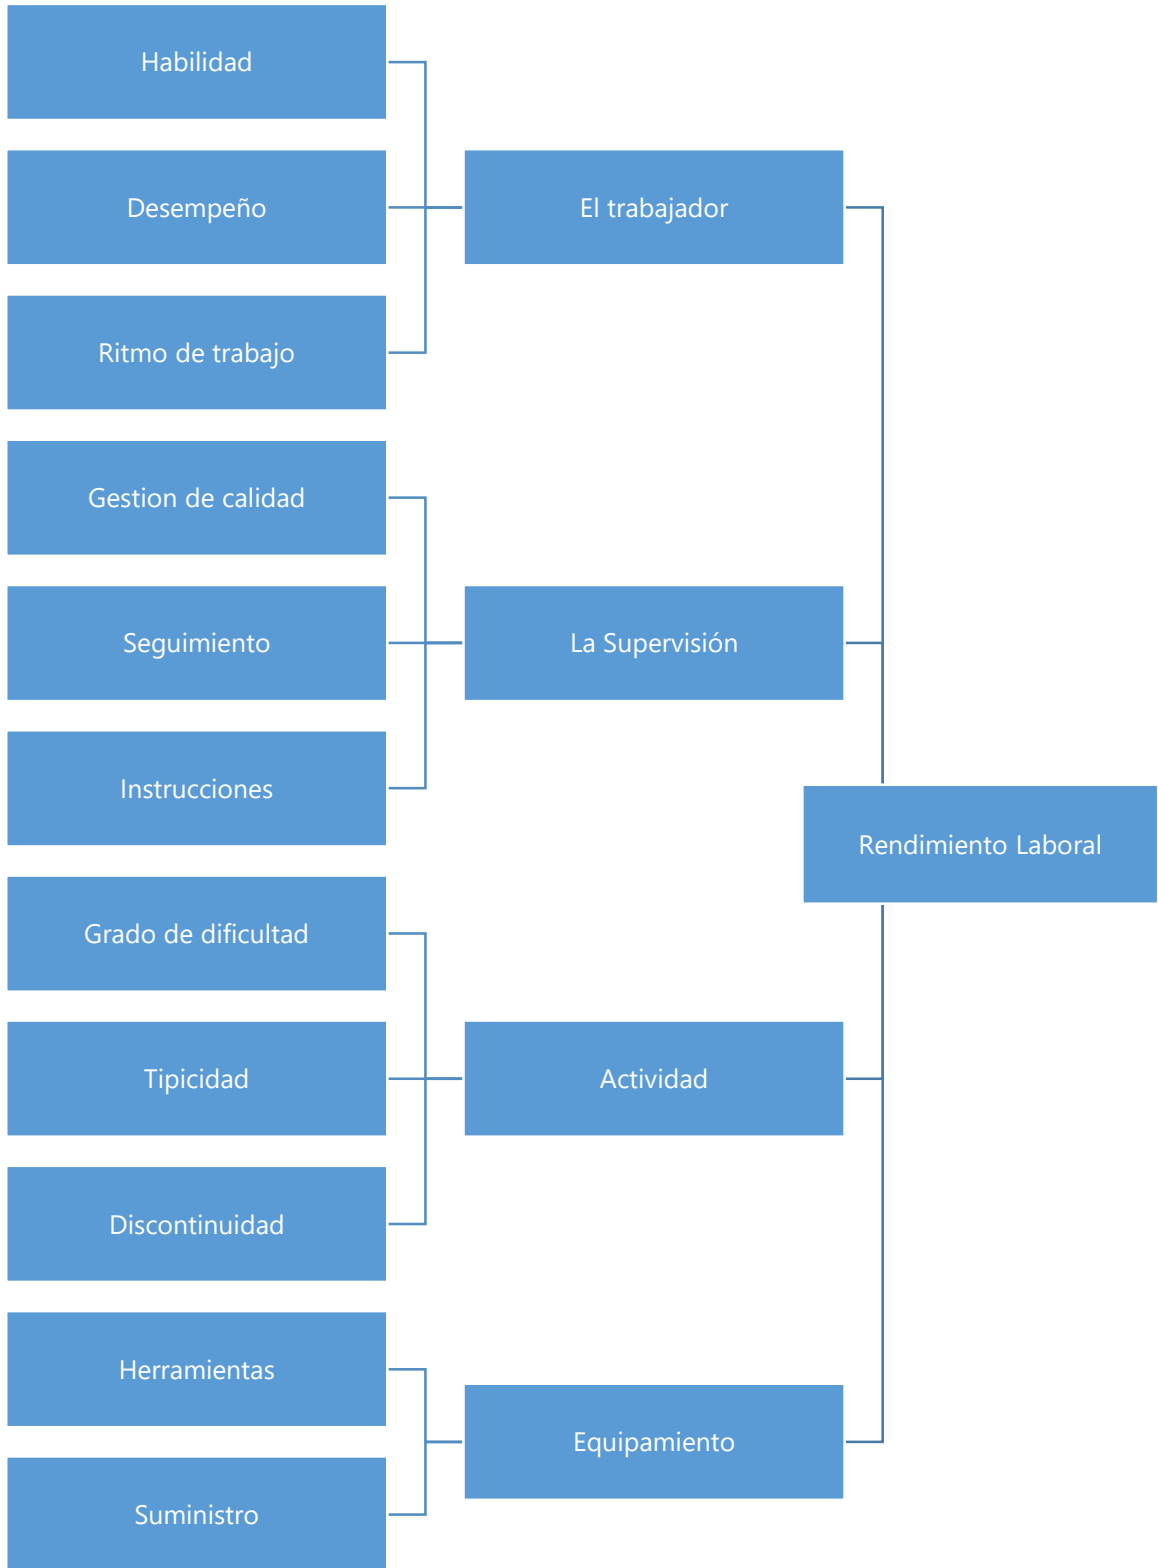 Habilidad
Desempeño
El trabajador
Ritmo de trabajo
Gestion de calidad
Seguimiento
La Supervisión
Instrucciones
Rendimiento Laboral
Grado de dificultad
Tipicidad
Actividad
Discontinuidad
Herramientas
Equipamiento
Suministro